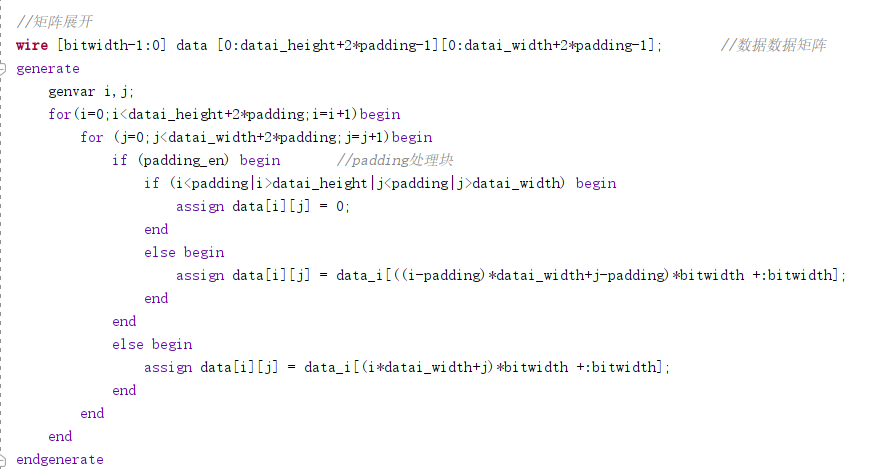 //矩阵展开
wire [bitwidth-1:0] data [0:datai_height+2*padding-1][0:datai_width+2*padding-1];        //数据数据矩阵
generate
    genvar i,j;
    for(i=0;i<datai_height+2*padding;i=i+1)begin
        for (j=0;j<datai_width+2*padding;j=j+1)begin
            if (padding_en) begin        //padding处理块
                if (i<padding|i>datai_height|j<padding|j>datai_width) begin
                    assign data[i][j] = 0;
                end
                else begin
                    assign data[i][j] = data_i[((i-padding)*datai_width+j-padding)*bitwidth +:bitwidth];
                end
            end
            else begin
                assign data[i][j] = data_i[(i*datai_width+j)*bitwidth +:bitwidth];
            end
        end
    end
endgenerate